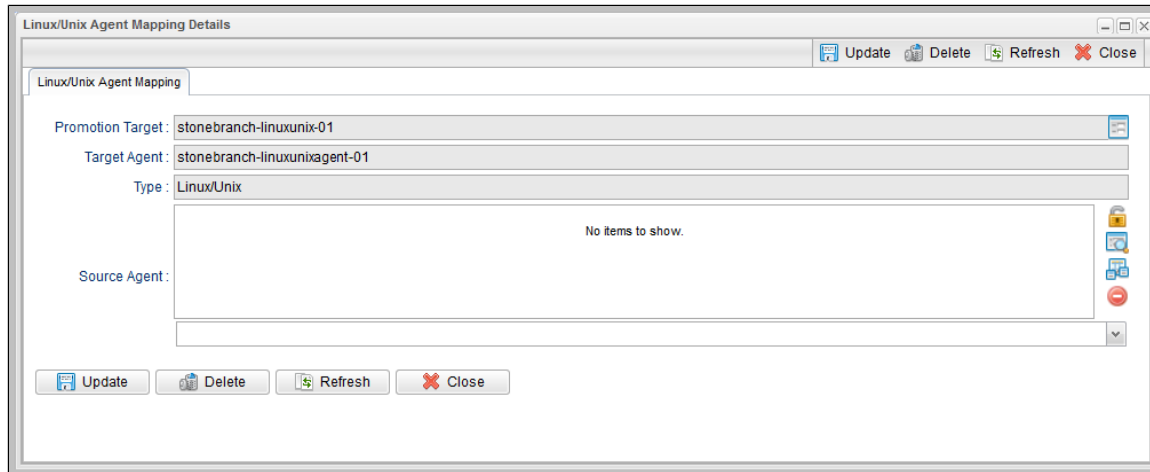 Linux/Unix Agent Mapping Details
Update Delete Refresh Close
Linux/Unix Agent Mapping
Promotion Target : stonebranch-linuxunix-01
Target Agent : stonebranch-linuxunixagent-01
Type : Linux/Unix
No items to show.
Source Agent :
Update Delete Refresh Close